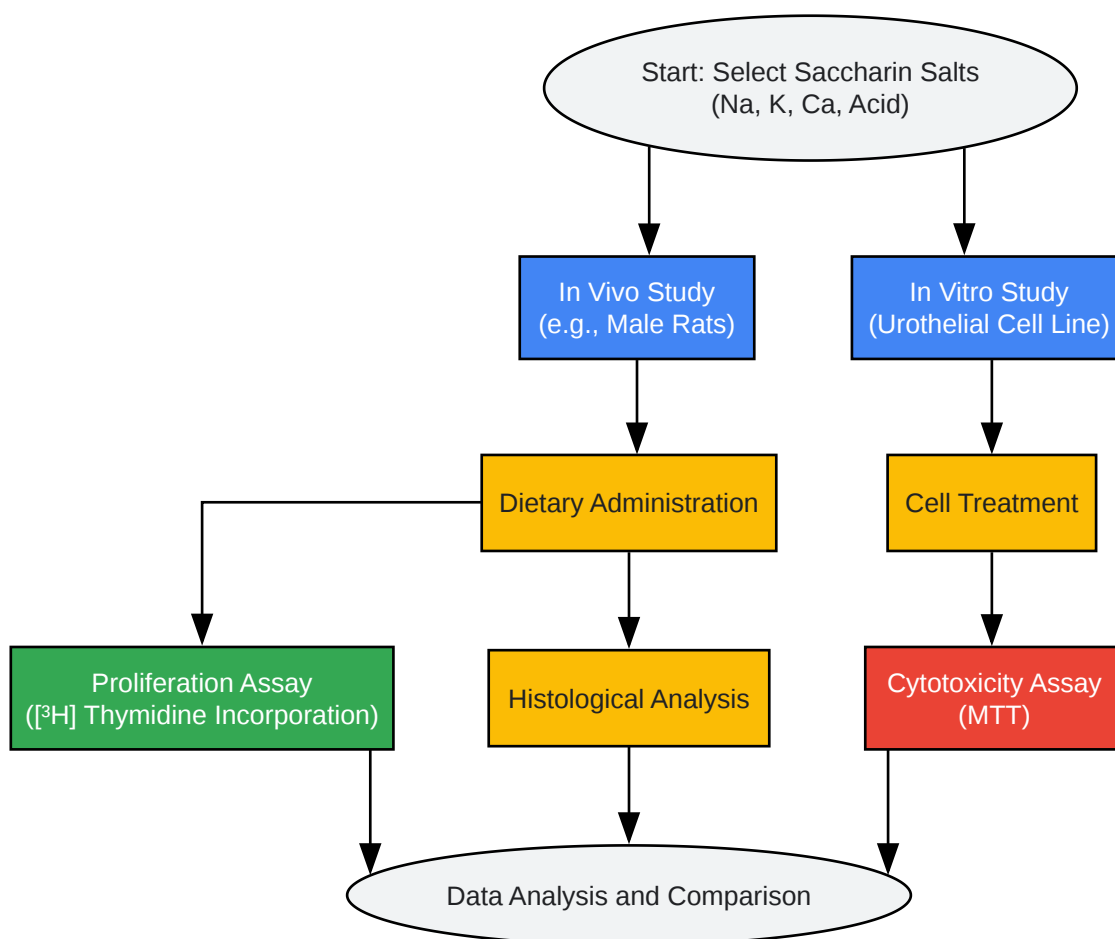 Start: Select Saccharin Salts
(Na, K, Ca, Acid)
In Vivo Study
(e.g., Male Rats)
In Vitro Study
(Urothelial Cell Line)
Dietary Administration
Cell Treatment
Proliferation Assay
([³H] Thymidine Incorporation)
Histological Analysis
Cytotoxicity Assay
(MTT)
Data Analysis and Comparison